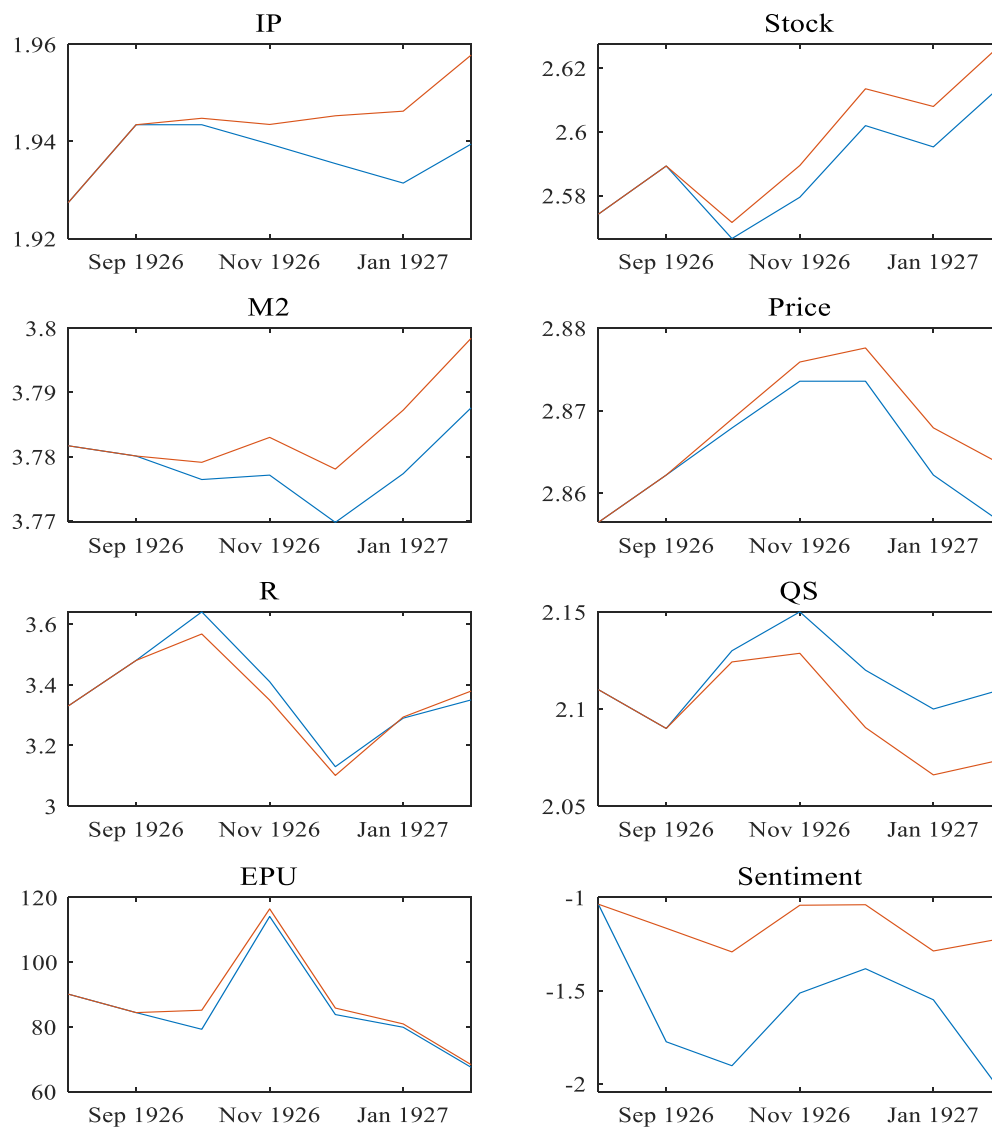 IP
1.96
1.94
1.92
Sep 1926 Nov 1926 Jan 1927
Stock
2.62
2.6
2.58
Sep 1926 Nov 1926 Jan 1927
M2
3.8
3.79
3.78
3.77
Sep 1926 Nov 1926 Jan 1927
Price
2.88
2.87
2.86
Sep 1926 Nov 1926 Jan 1927
R
3.6
3.4
3.2
3
Sep 1926 Nov 1926 Jan 1927
QS
2.15
2.1
2.05
Sep 1926 Nov 1926 Jan 1927
EPU
120
100
80
60
Sep 1926 Nov 1926 Jan 1927
Sentiment
-1
-1.5
-2
Sep 1926 Nov 1926 Jan 1927